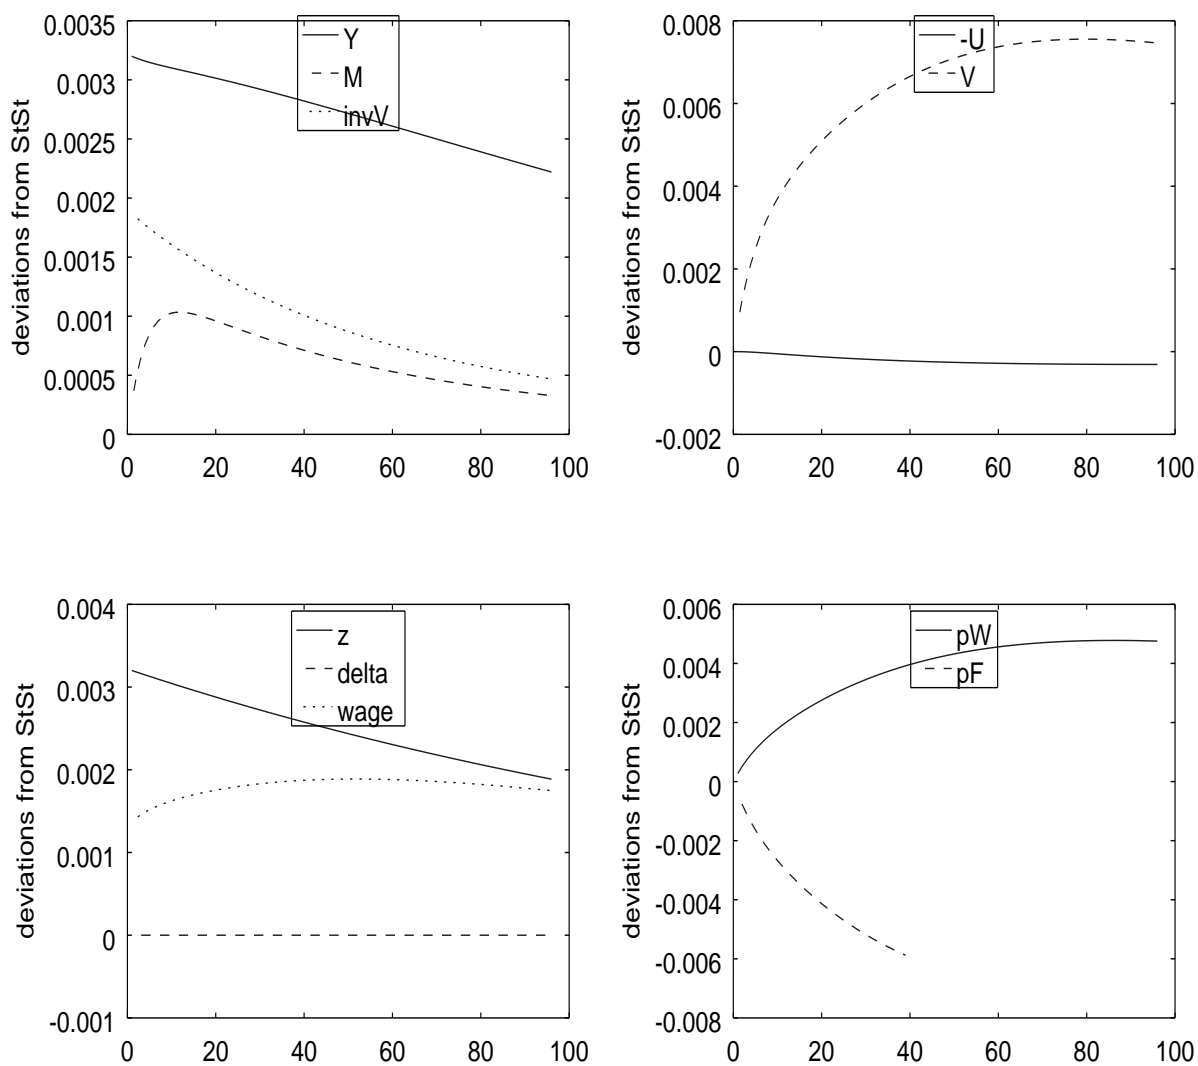 0.0035
0.003
0.0025
0.002
0.0015
0.001
0.0005
0
0 20 40 60 80 100
deviations from StSt
Y
M
invV
0.008
0.006
0.004
0.002
0
-0.002
0 20 40 60 80 100
deviations from StSt
-U
V
0.004
0.003
0.002
0.001
0
-0.001
0 20 40 60 80 100
deviations from StSt
z
delta
wage
0.006
0.004
0.002
0
-0.002
-0.004
-0.006
-0.008
0 20 40 60 80 100
deviations from StSt
pW
pF